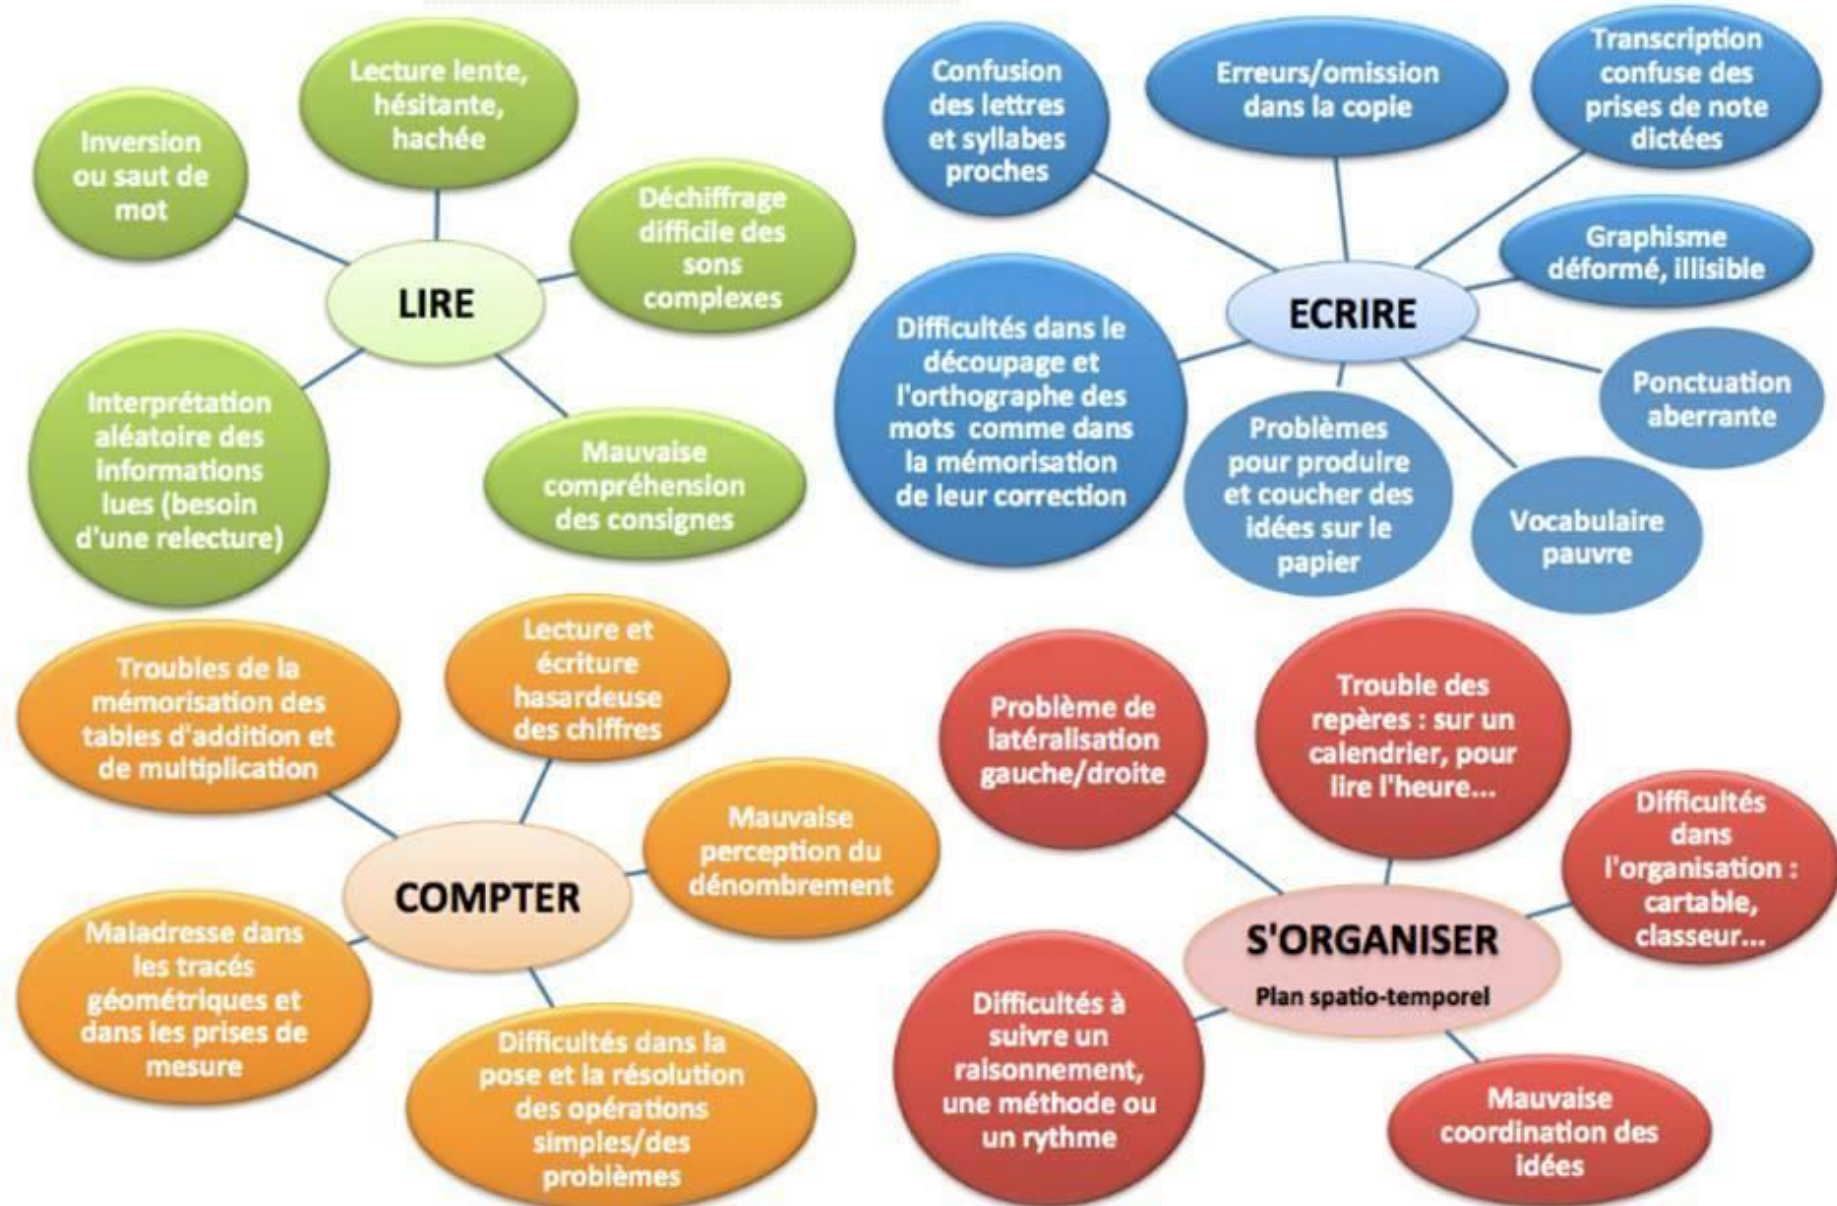 Inversion
ou saut de
mot
Lecture lente,
hésitante,
hachée
Déchiffrage
difficile des
sons
complexes
LIRE
Interprétation
aléatoire des
informations
lues (besoin
d'une relecture)
Mauvaise
compréhension
des consignes
Confusion
des lettres
et syllabes
proches
Erreurs/omission
dans la copie
Transcription
confuse des
prises de note
dictées
Graphisme
déformé, illisible
ECRIRE
Difficultés dans le
découpage et
l'orthographe des
mots comme dans
la mémorisation
de leur correction
Problèmes
pour produire
et coucher des
idées sur le
papier
Vocabulaire
pauvre
Ponctuation
aberrante
Troubles de la
mémorisation des
tables d'addition et
de multiplication
Lecture et
écriture
hasardeuse
des chiffres
Mauvaise
perception du
dénombrement
COMPTER
Maladresse dans
les tracés
géométriques et
dans les prises de
mesure
Difficultés dans la
pose et la résolution
des opérations
simples/des
problèmes
Problème de
latéralisation
gauche/droite
Trouble des
repères : sur un
calendrier, pour
lire l'heure...
Difficultés
dans
l'organisation :
cartable,
classeur...
S'ORGANISER
Plan spatio-temporel
Difficultés à
suivre un
raisonnement,
une méthode ou
un rythme
Mauvaise
coordination des
idées